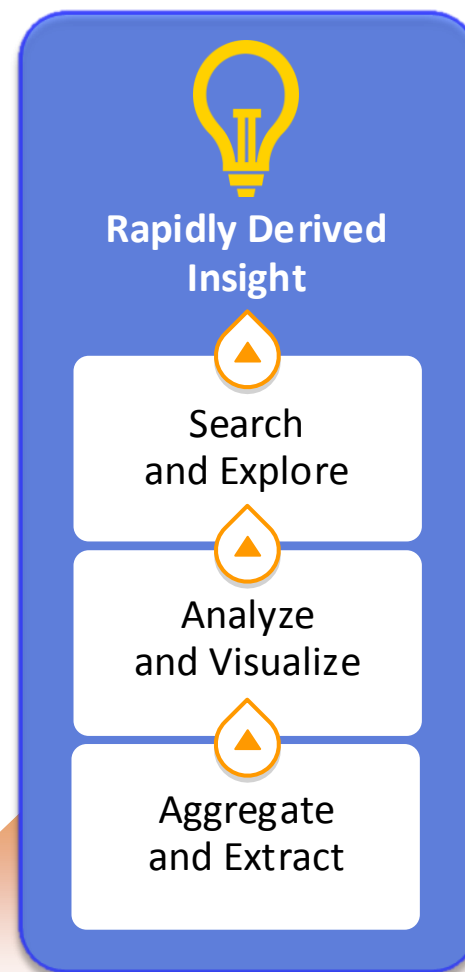 Rapidly Derived
Insight
Search
and Explore
Analyze
and Visualize
Aggregate
and Extract